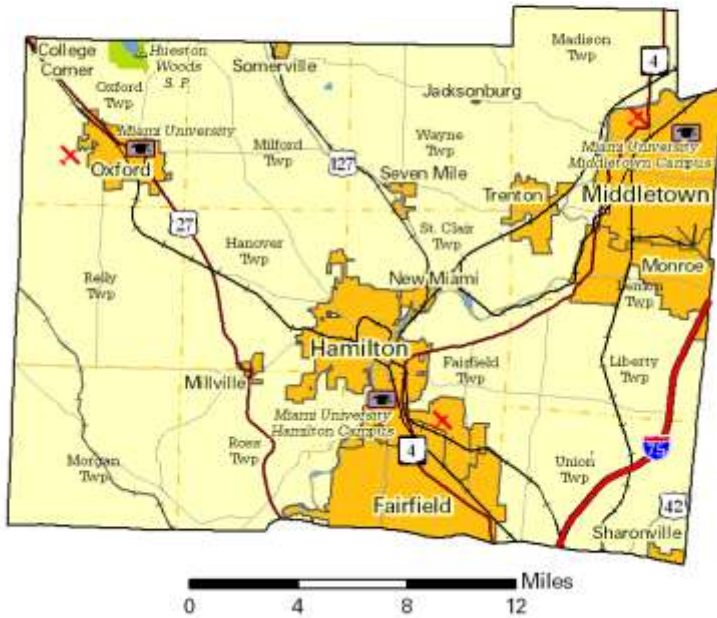 College
Corner
Hueston
Woods
S. P.
Oxford
Twp
Somerville
Madison
Twp
4
Jacksonburg
Miami University
Milford
Twp
Wayne
Twp
Miami University
Middletown Campus
Oxford
127
Seven Mile
Trenton
Middletown
27
Hanover
Twp
St. Clair
Twp
Reily
Twp
New Miami
Monroe
Lemon
Twp
Hamilton
Millville
Fairfield
Twp
Liberty
Twp
Miami University
Hamilton Campus
Ross
Twp
4
75
Morgan
Twp
Union
Twp
Fairfield
42
Sharonville
Miles
0 4 8 12